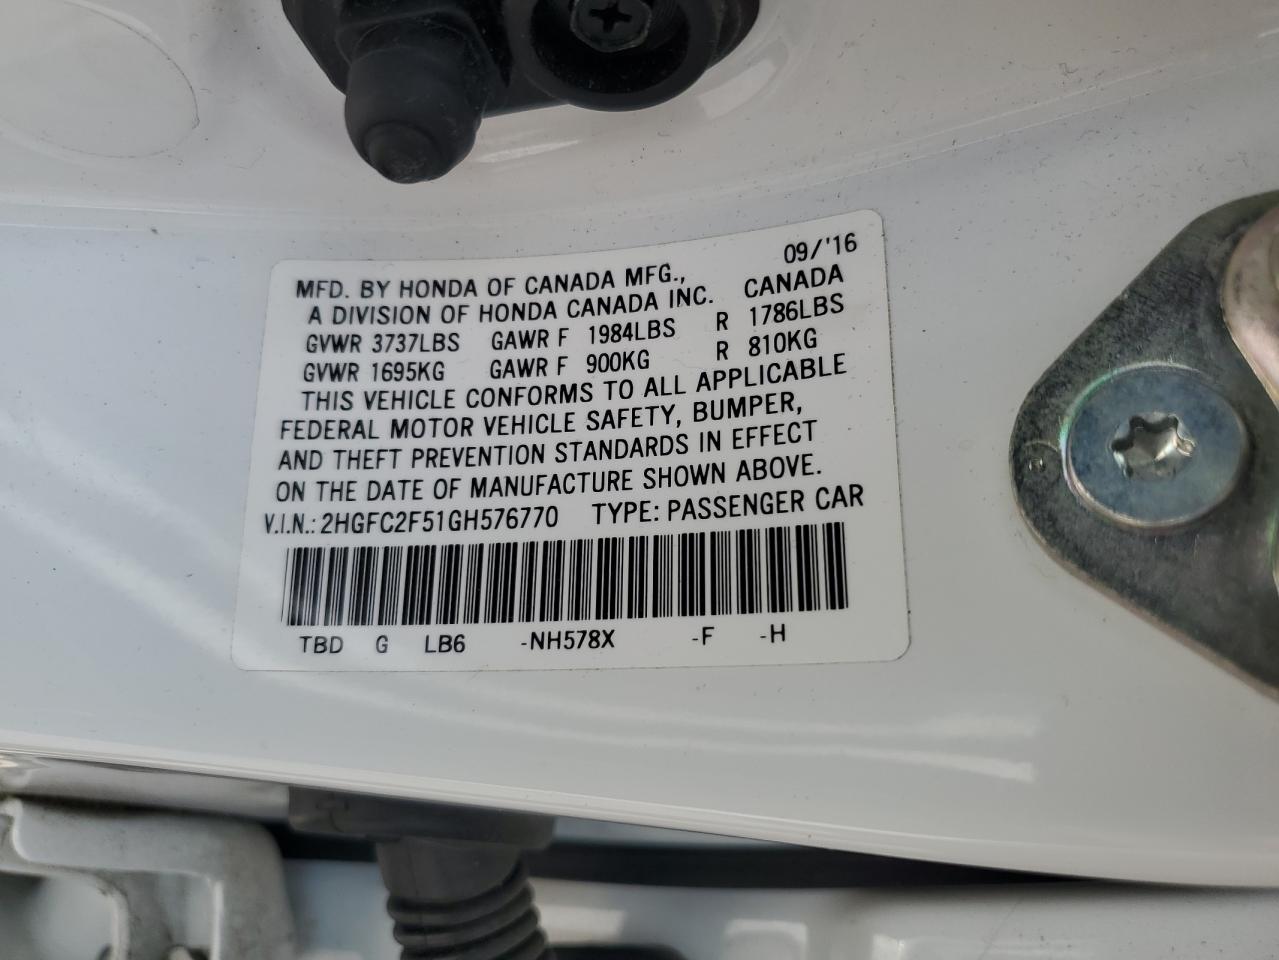 09/'16
MFD. BY HONDA OF CANADA MFG.,
A DIVISION OF HONDA CANADA INC. CANADA
GVWR 3737LBS GAWR F 1984LBS R 1786LBS
GVWR 1695KG GAWR F 900KG R 810KG
THIS VEHICLE CONFORMS TO ALL APPLICABLE
FEDERAL MOTOR VEHICLE SAFETY, BUMPER,
AND THEFT PREVENTION STANDARDS IN EFFECT
ON THE DATE OF MANUFACTURE SHOWN ABOVE.
V.I.N.: 2HGFC2F51GH576770 TYPE: PASSENGER CAR
TBD G LB6 -NH578X -F -H